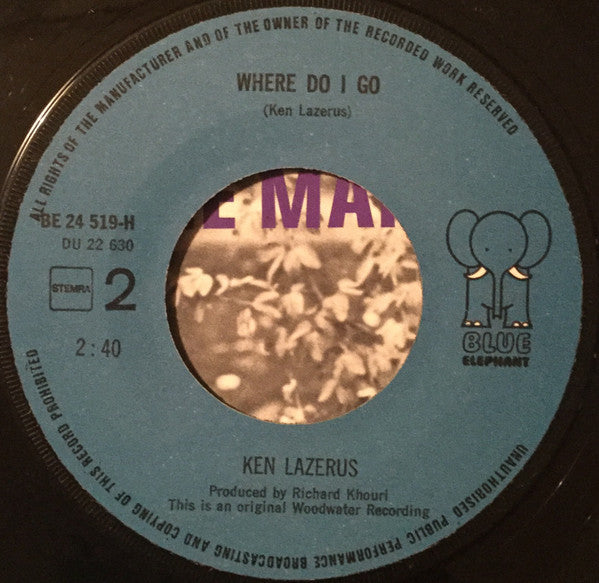 ALL RIGHTS OF THE MANUFACTURER AND OF THE OWNER OF THE RECORDED WORK RESERVED
WHERE DO I GO
(Ken Lazerus)
E MA
BE 24 519-H
DU 22 630
STEMRA 2
2:40
BLUE
ELEPHANT
KEN LAZERUS
Produced by Richard Khouri
This is an original Woodwater Recording
UNAUTHORISED PUBLIC PERFORMANCE BROADCASTING AND COPYING OF THIS RECORD PROHIBITED